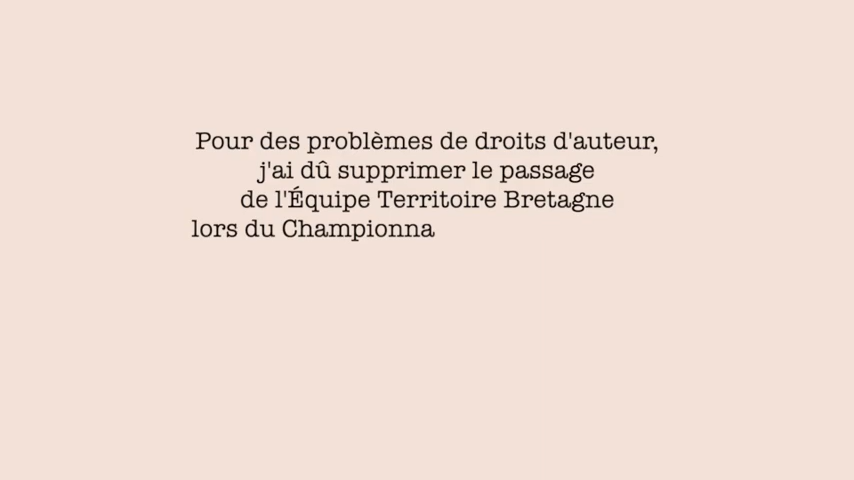 Pour des problèmes de droits d'auteur,
j'ai dû supprimer le passage
de l'Équipe Territoire Bretagne
lors du Championna